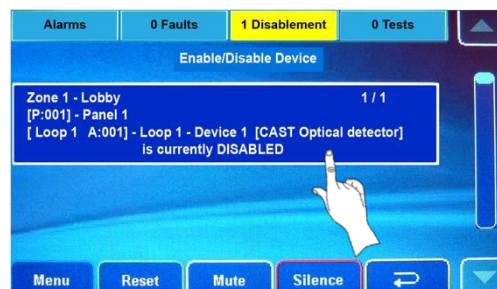 Alarms 0 Faults 1 Disablement 0 Tests
Enable/Disable Device
Zone 1 - Lobby 1 / 1
[P:001] - Panel 1
[ Loop 1 A:001] - Loop 1 - Device 1 [CAST Optical detector]
is currently DISABLED
Menu Reset Mute Silence